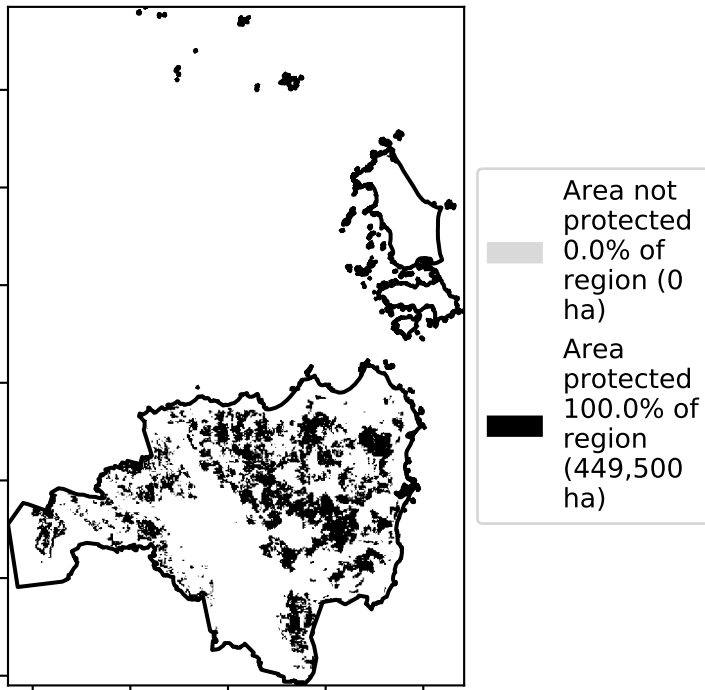 Area not
protected
0.0% of
region (0
ha)
Area
protected
100.0% of
region
(449,500
ha)